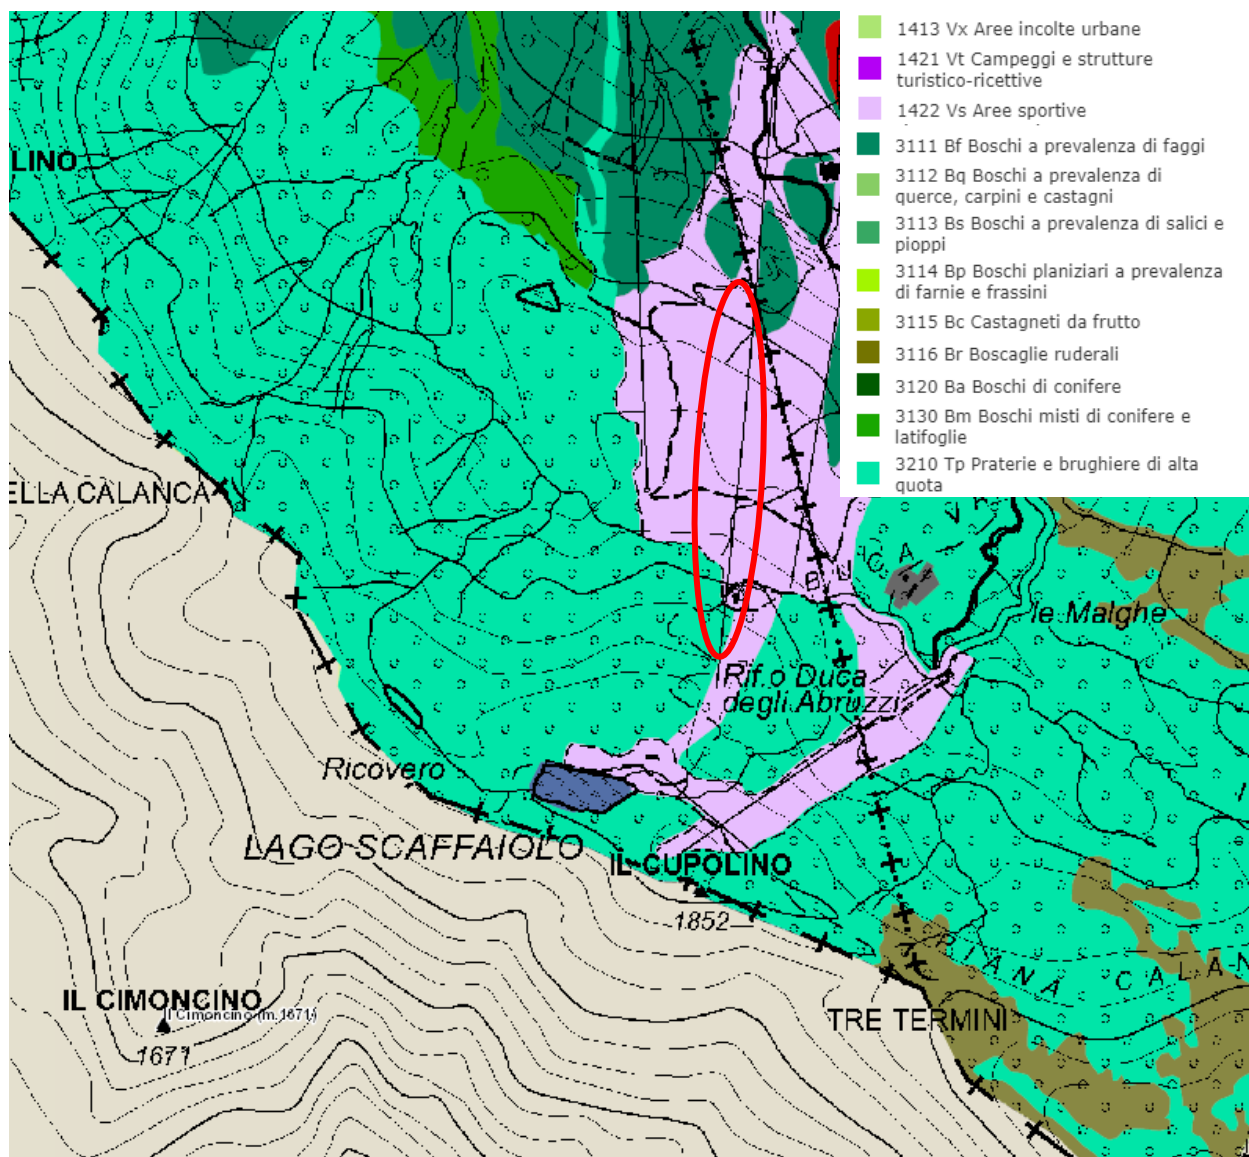 1413 Vx Aree incolte urbane
1421 Vt Campeggi e strutture
turistico-ricettive
1422 Vs Aree sportive
3111 Bf Boschi a prevalenza di faggi
3112 Bq Boschi a prevalenza di
querce, carpini e castagni
3113 Bs Boschi a prevalenza di salici e
pioppi
3114 Bp Boschi planiziari a prevalenza
di farnie e frassini
3115 Bc Castagneti da frutto
3116 Br Boscaglie ruderali
3120 Ba Boschi di conifere
3130 Bm Boschi misti di conifere e
latifoglie
3210 Tp Praterie e brughiere di alta
quota
LINO
ELLA CALANCA
BUCA
le Malghe
Rif.o Duca
degli Abruzzi
Ricovero
LAGO SCAFFAIOLO
IL CUPOLINO
1852
PIANA CALAN
IL CIMONCINO
I Cimoncino (m.1671)
1671
TRE TERMINI